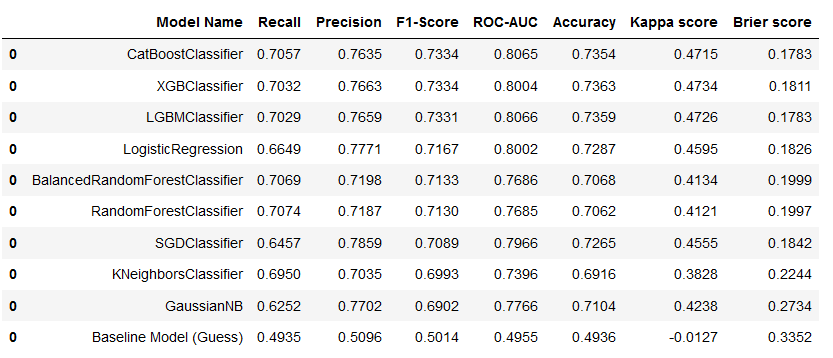 Model Name Recall Precision F1-Score ROC-AUC Accuracy Kappa score Brier score
0 CatBoostClassifier 0.7057 0.7635 0.7334 0.8065 0.7354 0.4715 0.1783
0 XGBClassifier 0.7032 0.7663 0.7334 0.8004 0.7363 0.4734 0.1811
0 LGBMClassifier 0.7029 0.7659 0.7331 0.8066 0.7359 0.4726 0.1783
0 LogisticRegression 0.6649 0.7771 0.7167 0.8002 0.7287 0.4595 0.1826
0 BalancedRandomForestClassifier 0.7069 0.7198 0.7133 0.7686 0.7068 0.4134 0.1999
0 RandomForestClassifier 0.7074 0.7187 0.7130 0.7685 0.7062 0.4121 0.1997
0 SGDClassifier 0.6457 0.7859 0.7089 0.7966 0.7265 0.4555 0.1842
0 KNeighborsClassifier 0.6950 0.7035 0.6993 0.7396 0.6916 0.3828 0.2244
0 GaussianNB 0.6252 0.7702 0.6902 0.7766 0.7104 0.4238 0.2734
0 Baseline Model (Guess) 0.4935 0.5096 0.5014 0.4955 0.4936 -0.0127 0.3352